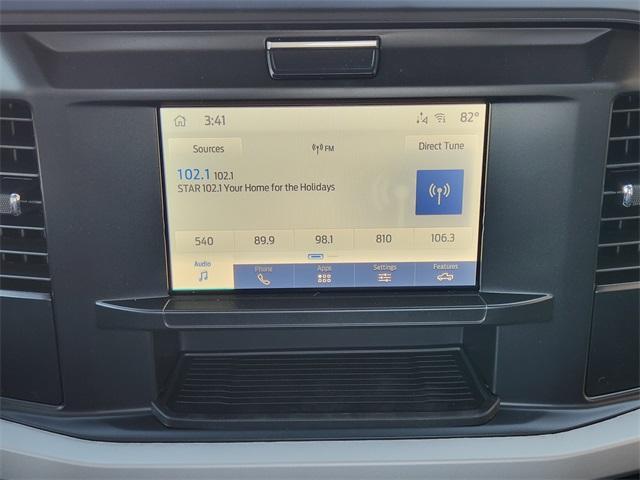 3:41 82°
Sources FM Direct Tune
102.1 102.1
STAR 102.1 Your Home for the Holidays
540 89.9 98.1 810 106.3
Audio Phone Apps Settings Features